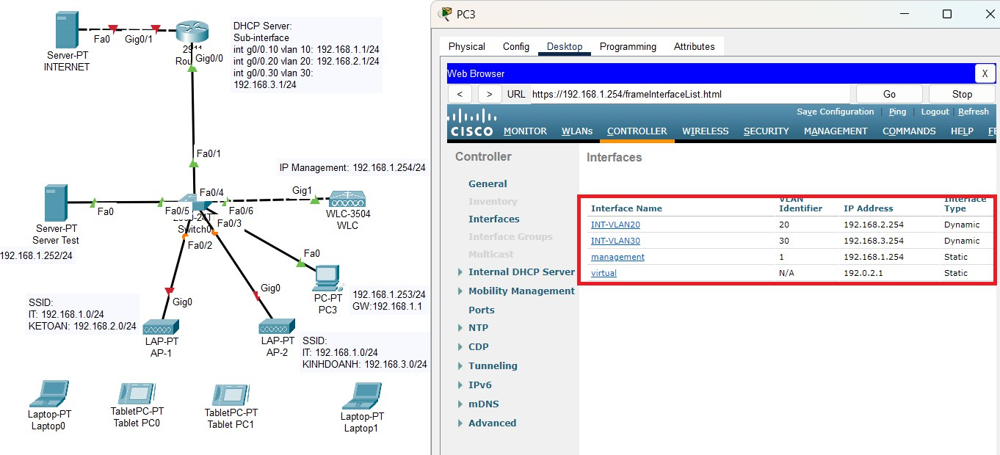 Server-PT
INTERNET
Fa0
Gig0/1
Gig0/0
DHCP Server:
Sub-interface
int g0/0.10 vlan 10: 192.168.1.1/24
int g0/0.20 vlan 20: 192.168.2.1/24
int g0/0.30 vlan 30:
192.168.3.1/24
Fa0/1
IP Management: 192.168.1.254/24
Server-PT
Server Test
192.168.1.252/24
Fa0
Fa0/5
Fa0/4
Fa0/6
Fa0/3
Fa0/2
Switch0
Gig1
WLC-3504
WLC
Fa0
PC-PT
PC3
192.168.1.253/24
GW:192.168.1.1
SSID:
IT: 192.168.1.0/24
KETOAN: 192.168.2.0/24
Gig0
LAP-PT
AP-1
Gig0
LAP-PT
AP-2
SSID:
IT: 192.168.1.0/24
KINHDOANH: 192.168.3.0/24
Laptop-PT
Laptop0
TabletPC-PT
Tablet PC0
TabletPC-PT
Tablet PC1
Laptop-PT
Laptop1
PC3
Physical Config Desktop Programming Attributes
Web Browser X
< > URL https://192.168.1.254/frameInterfaceList.html Go Stop
Save Configuration | Ping | Logout | Refresh
CISCO MONITOR WLANs CONTROLLER WIRELESS SECURITY MANAGEMENT COMMANDS HELP
Controller
General
Inventory
Interfaces
Interface Groups
Multicast
Internal DHCP Server
Mobility Management
Ports
NTP
CDP
Tunneling
IPv6
mDNS
Advanced
Interfaces
Interface Name VLAN Identifier IP Address Interface Type
INT-VLAN20 20 192.168.2.254 Dynamic
INT-VLAN30 30 192.168.3.254 Dynamic
management 1 192.168.1.254 Static
virtual N/A 192.0.2.1 Static